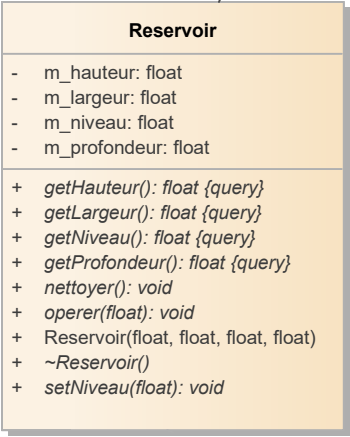 Reservoir
- m_hauteur: float
- m_largeur: float
- m_niveau: float
- m_profondeur: float
+ getHauteur(): float {query}
+ getLargeur(): float {query}
+ getNiveau(): float {query}
+ getProfondeur(): float {query}
+ nettoyer(): void
+ operer(float): void
+ Reservoir(float, float, float, float)
+ ~Reservoir()
+ setNiveau(float): void